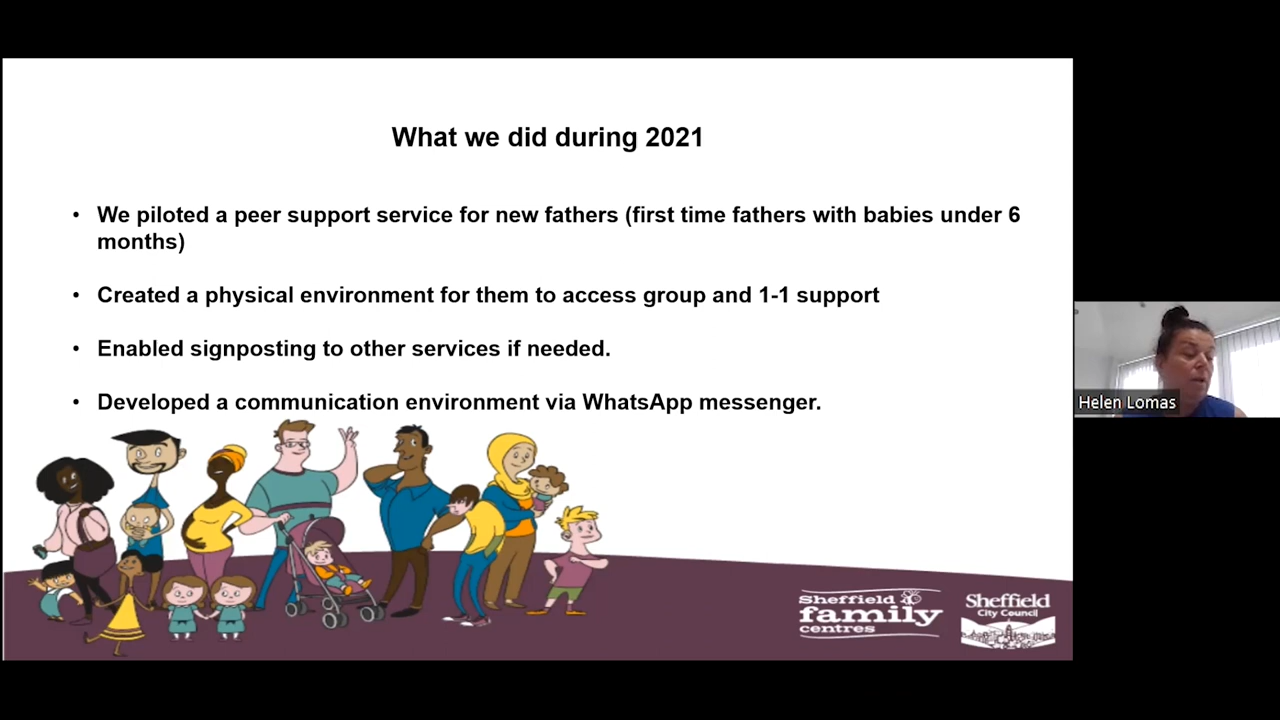 What we did during 2021
• We piloted a peer support service for new fathers (first time fathers with babies under 6
months)
• Created a physical environment for them to access group and 1-1 support
• Enabled signposting to other services if needed.
• Developed a communication environment via WhatsApp messenger.
Helen Lomas
Sheffield
family
centres
Sheffield
City Council